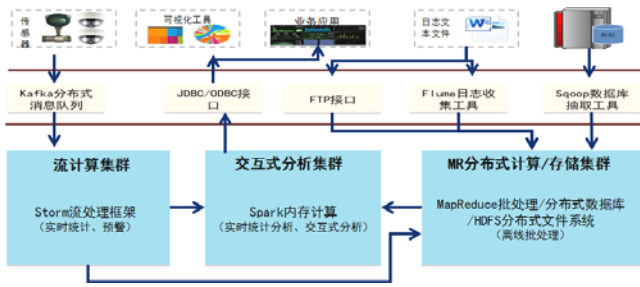 传感器
可视化工具
业务应用
日志文
本文件
Kafka分布式
消息队列
JDBC/ODBC接
口
FTP接口
Flume日志收
集工具
Sqoop数据库
抽取工具
流计算集群
交互式分析集群
MR分布式计算/存储集群
Storm流处理框架
(实时统计、预警)
Spark内存计算
(实时统计分析、交互式分析)
MapReduce批处理/分布式数据库
/HDFS分布式文件系统
(离线批处理)